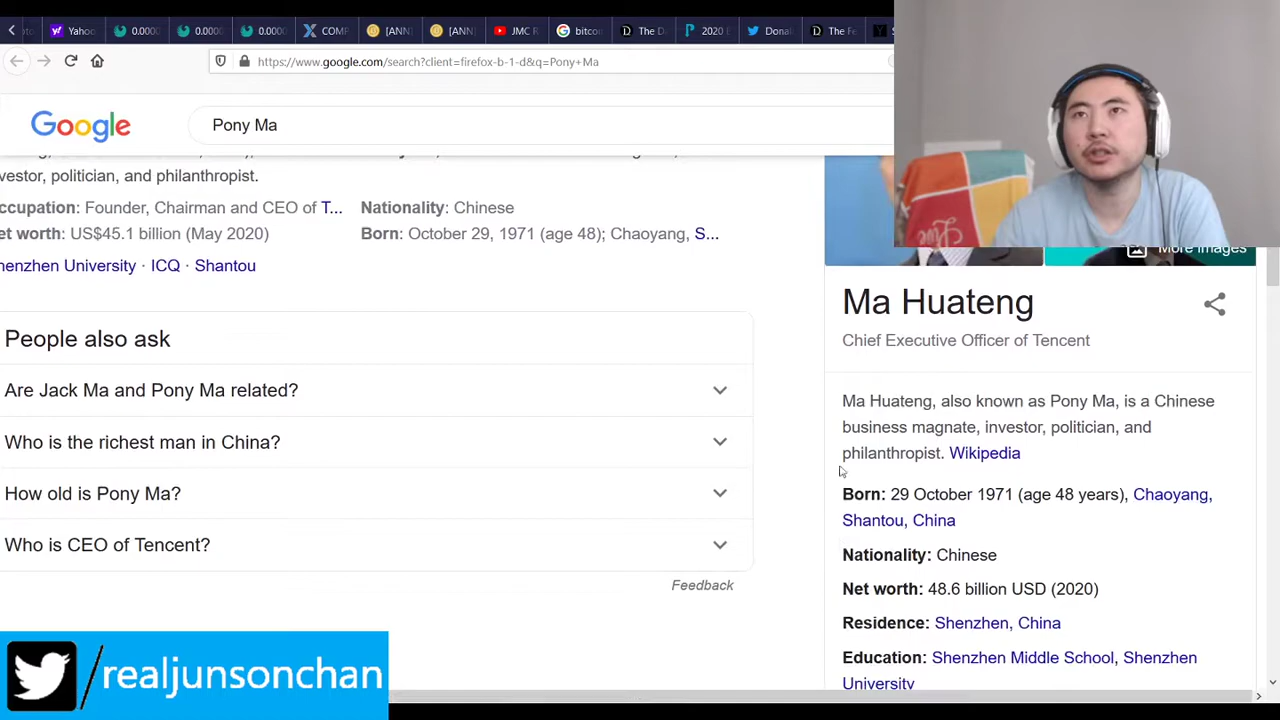 Yahoo
0.0000
0.0000
0.0000
COMP
[ANN]
[ANN]
JMC R
bitcou
The D
2020 E
Donal
The Fe
https://www.google.com/search?client=firefox-b-1-d&q=Pony+Ma
Google
Pony Ma
vestor, politician, and philanthropist.
ccupation: Founder, Chairman and CEO of T...
Nationality: Chinese
et worth: US$45.1 billion (May 2020)
Born: October 29, 1971 (age 48); Chaoyang, S...
henzhen University · ICQ · Shantou
More images
People also ask
Are Jack Ma and Pony Ma related?
Who is the richest man in China?
How old is Pony Ma?
Who is CEO of Tencent?
Feedback
Ma Huateng
Chief Executive Officer of Tencent
Ma Huateng, also known as Pony Ma, is a Chinese
business magnate, investor, politician, and
philanthropist. Wikipedia
Born: 29 October 1971 (age 48 years), Chaoyang,
Shantou, China
Nationality: Chinese
Net worth: 48.6 billion USD (2020)
Residence: Shenzhen, China
Education: Shenzhen Middle School, Shenzhen
University
/realjunsonchan